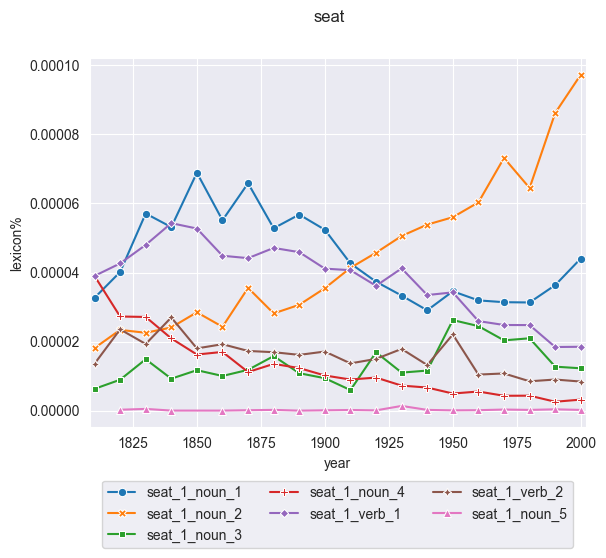 seat
0.00010
0.00008
0.00006
0.00004
0.00002
0.00000
lexicon%
1825 1850 1875 1900 1925 1950 1975 2000
year
seat_1_noun_1 seat_1_noun_4 seat_1_verb_2
seat_1_noun_2 seat_1_verb_1 seat_1_noun_5
seat_1_noun_3